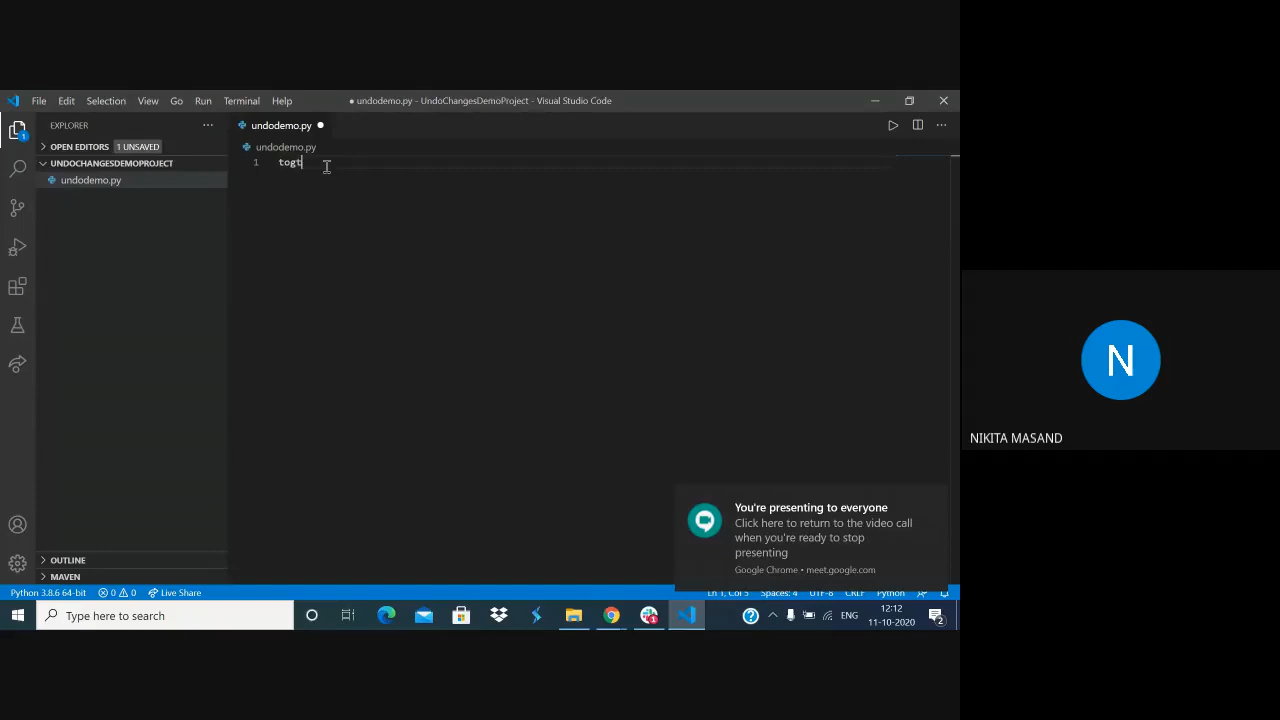 File Edit Selection View Go Run Terminal Help
● undodemo.py - UndoChangesDemoProject - Visual Studio Code
EXPLORER
undodemo.py
OPEN EDITORS 1 UNSAVED
undodemo.py
UNDOCHANGESDEMOPROJECT
1 togt
undodemo.py
N
NIKITA MASAND
You're presenting to everyone
Click here to return to the video call
when you're ready to stop
presenting
Google Chrome • meet.google.com
OUTLINE
MAVEN
Python 3.8.6 64-bit 0 0 Live Share
Ln 1, Col 5 Spaces: 4 UTF-8 CRLF Python
Type here to search
ENG
12:12
11-10-2020
2